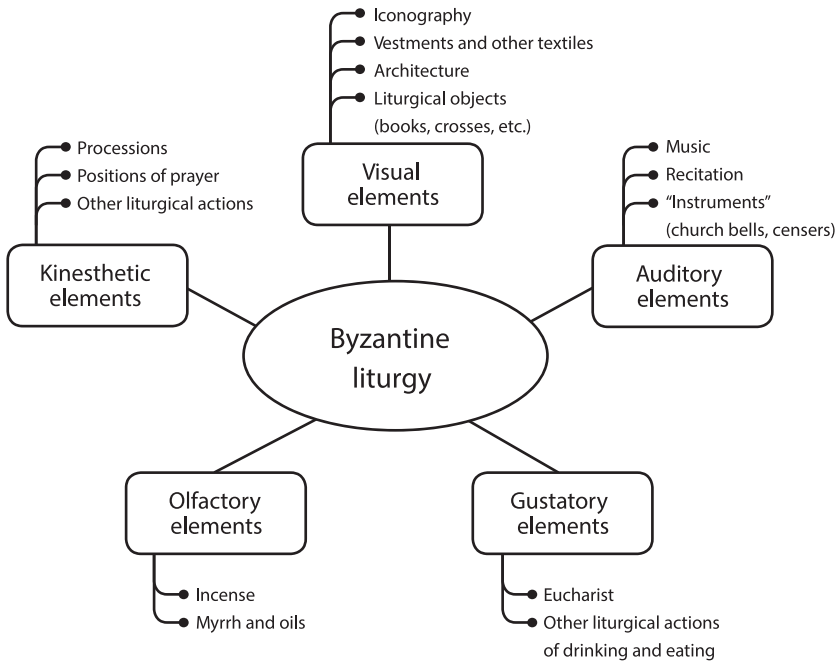 Iconography
Vestments and other textiles
Architecture
Liturgical objects
(books, crosses, etc.)
Visual
elements
Processions
Positions of prayer
Other liturgical actions
Kinesthetic
elements
Music
Recitation
“Instruments”
(church bells, censers)
Auditory
elements
Byzantine
liturgy
Olfactory
elements
Incense
Myrrh and oils
Gustatory
elements
Eucharist
Other liturgical actions
of drinking and eating